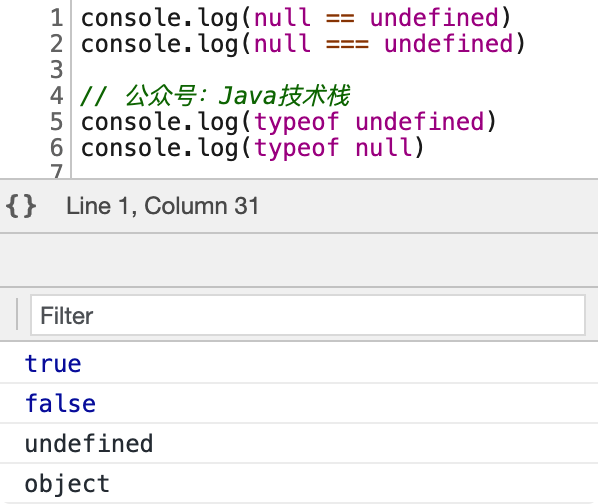 1 console.log(null == undefined)
2 console.log(null === undefined)
3
4 // 公众号：Java技术栈
5 console.log(typeof undefined)
6 console.log(typeof null)
7
{} Line 1, Column 31
Filter
true
false
undefined
object